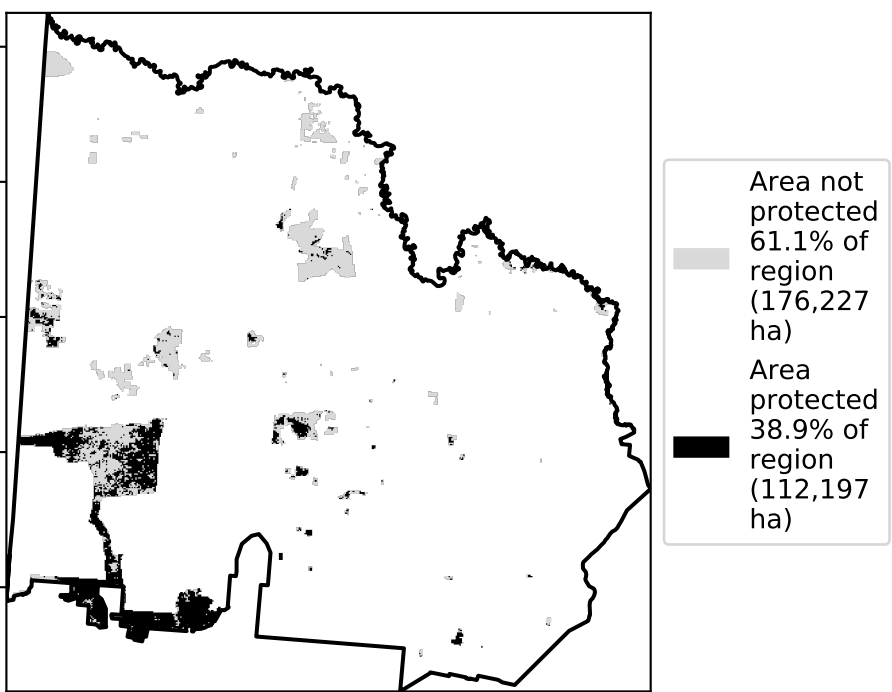 Area not
protected
61.1% of
region
(176,227
ha)
Area
protected
38.9% of
region
(112,197
ha)